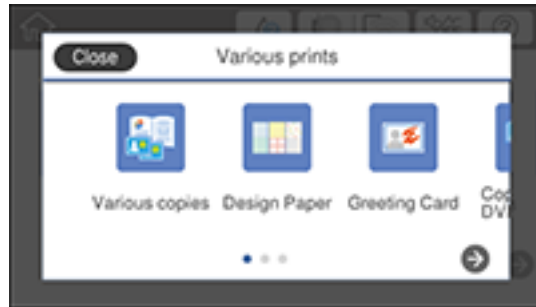 Close
Various prints
Various copies
Design Paper
Greeting Card